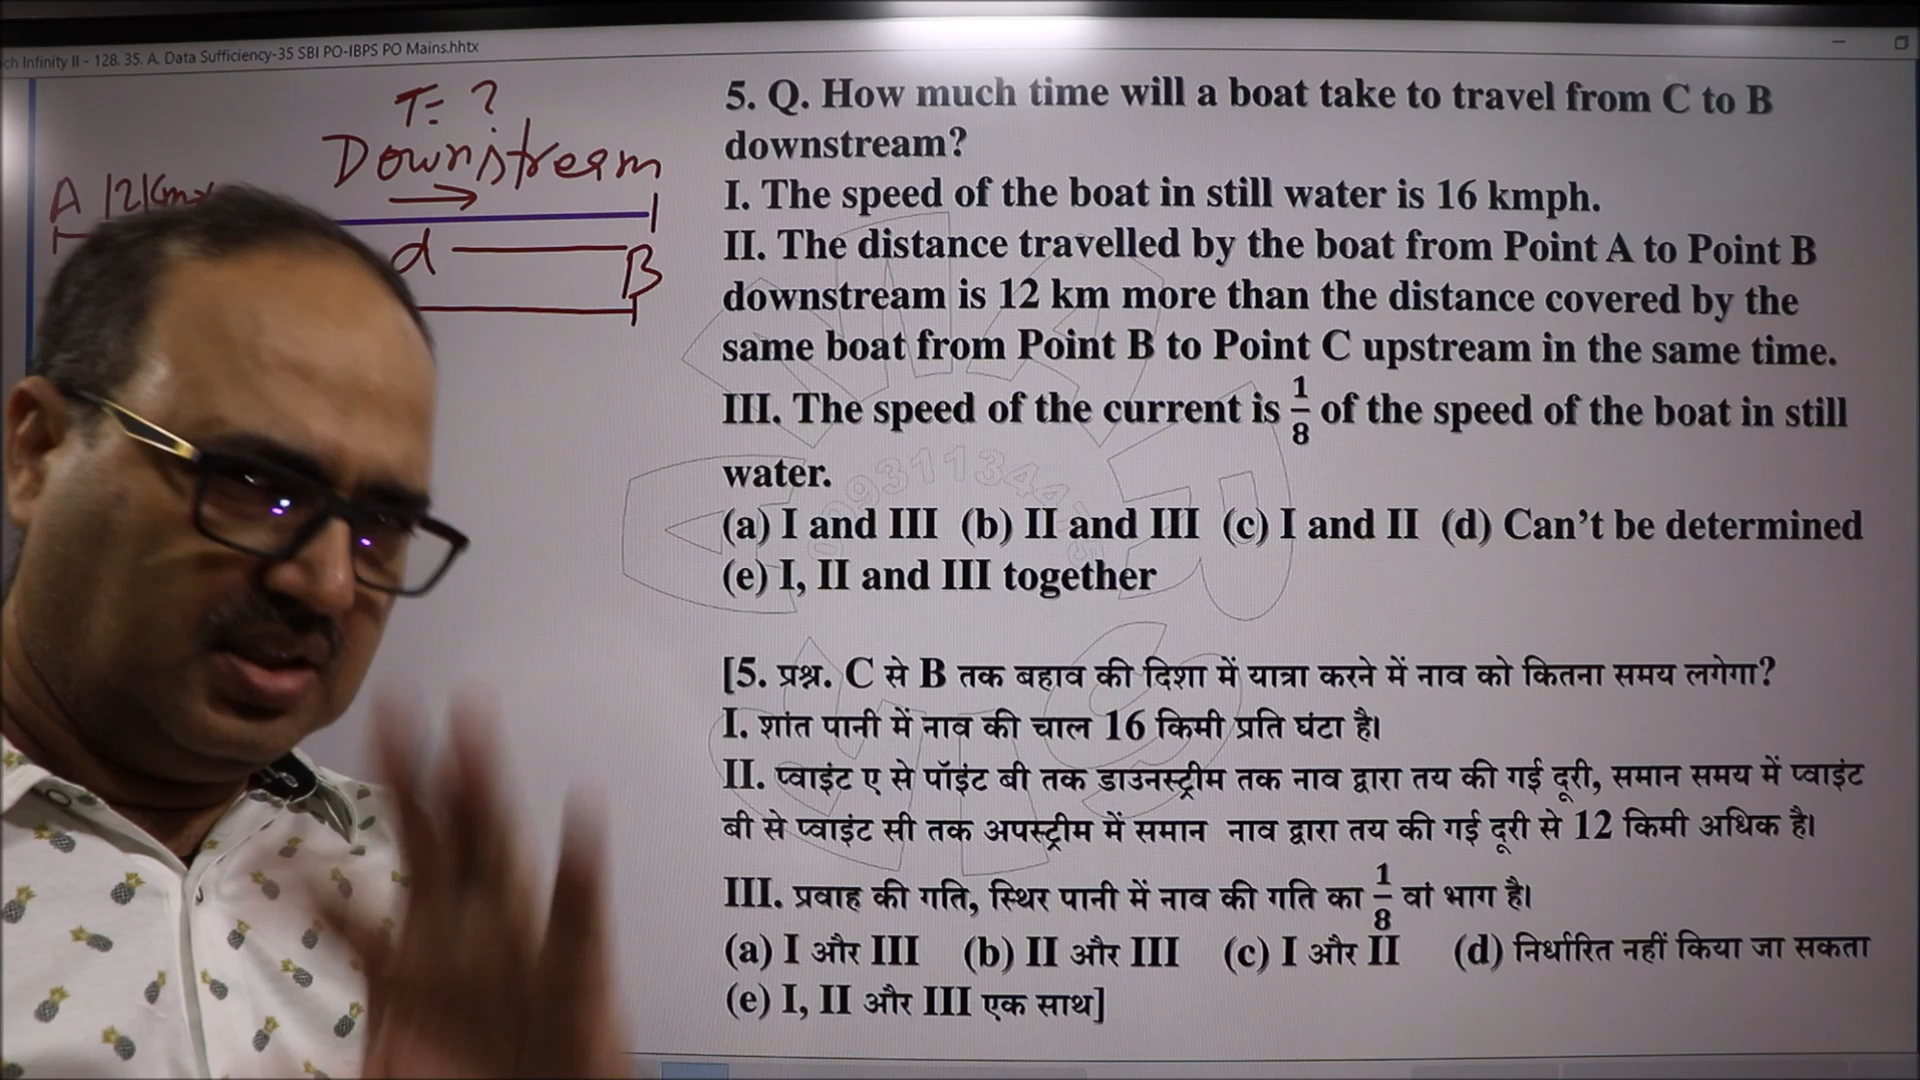 ch Infinity II - 128. 35. A. Data Sufficiency-35 SBI PO-IBPS PO Mains.hhtx
T= ?
Downstream
A 12km
d
B
5. Q. How much time will a boat take to travel from C to B
downstream?
I. The speed of the boat in still water is 16 kmph.
II. The distance travelled by the boat from Point A to Point B
downstream is 12 km more than the distance covered by the
same boat from Point B to Point C upstream in the same time.
III. The speed of the current is 1/8 of the speed of the boat in still
water.
(a) I and III (b) II and III (c) I and II (d) Can’t be determined
(e) I, II and III together
[5. प्रश्न. C से B तक बहाव की दिशा में यात्रा करने में नाव को कितना समय लगेगा?
I. शांत पानी में नाव की चाल 16 किमी प्रति घंटा है।
II. प्वाइंट ए से पॉइंट बी तक डाउनस्ट्रीम तक नाव द्वारा तय की गई दूरी, समान समय में प्वाइंट
बी से प्वाइंट सी तक अपस्ट्रीम में समान नाव द्वारा तय की गई दूरी से 12 किमी अधिक है।
III. प्रवाह की गति, स्थिर पानी में नाव की गति का 1/8 वां भाग है।
(a) I और III (b) II और III (c) I और II (d) निर्धारित नहीं किया जा सकता
(e) I, II और III एक साथ]